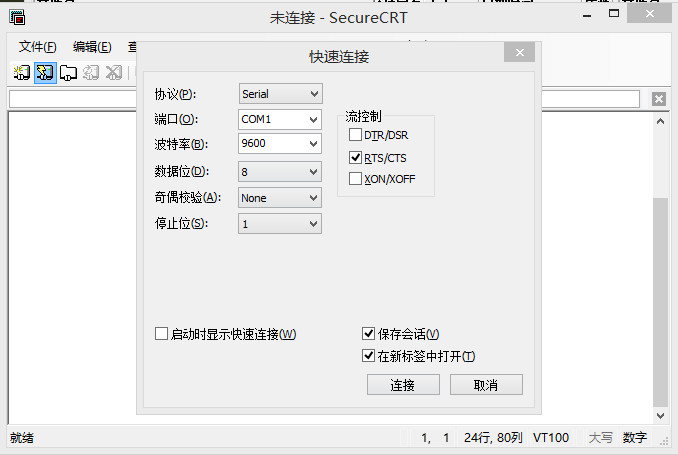 未连接 - SecureCRT
文件(F) 编辑(E) 查
快速连接
协议(P): Serial
端口(O): COM1
波特率(B): 9600
数据位(D): 8
奇偶校验(A): None
停止位(S): 1
流控制
DTR/DSR
RTS/CTS
XON/XOFF
启动时显示快速连接(W)
保存会话(V)
在新标签中打开(T)
连接 取消
就绪 1, 1 24行, 80列 VT100 大写 数字